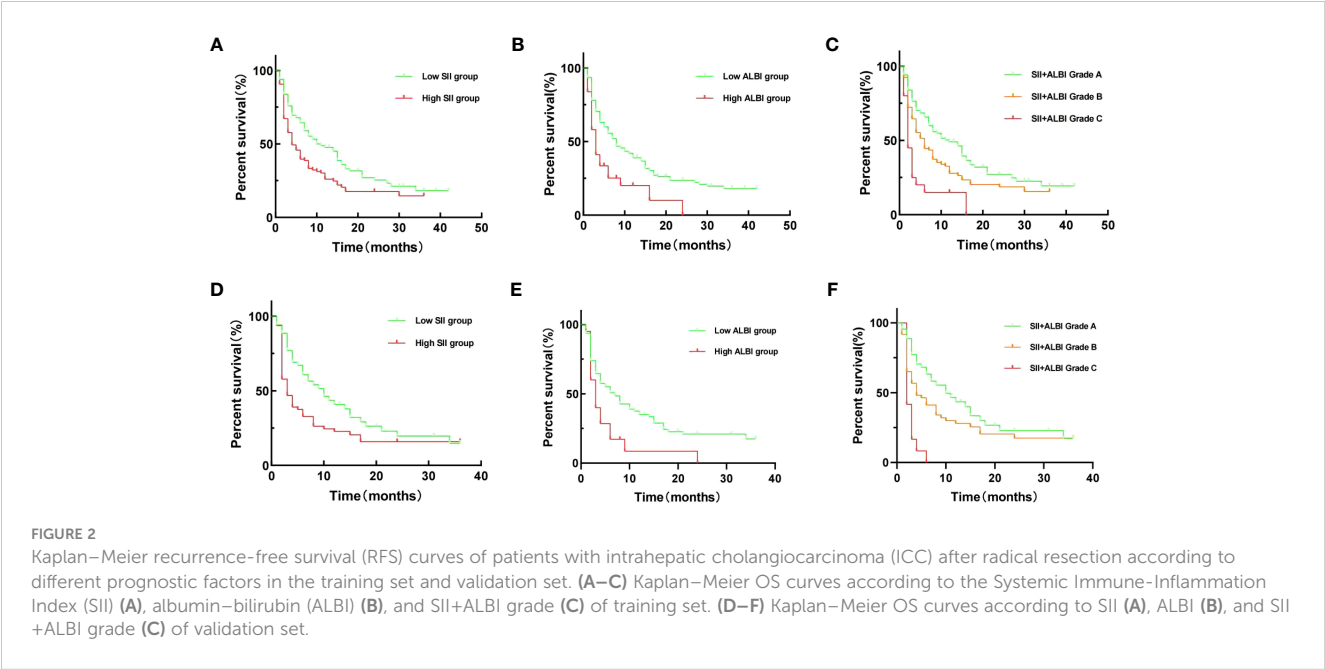 A
Percent survival (%)
100
50
0
0 10 20 30 40 50
Time(months)
Low SII group
High SII group
B
Percent survival(%)
100
50
0
0 10 20 30 40 50
Time(months)
Low ALBI group
High ALBI group
C
Percent survival(%)
100
50
0
0 10 20 30 40 50
Time(months)
SII+ALBI Grade A
SII+ALBI Grade B
SII+ALBI Grade C
D
Percent survival (%)
100
50
0
0 10 20 30 40
Time(months)
Low SII group
High SII group
E
Percent survival(%)
100
50
0
0 10 20 30 40
Time(months)
Low ALBI group
High ALBI group
F
Percent survival(%)
100
50
0
0 10 20 30 40
Time(months)
SII+ALBI Grade A
SII+ALBI Grade B
SII+ALBI Grade C
FIGURE 2
Kaplan–Meier recurrence-free survival (RFS) curves of patients with intrahepatic cholangiocarcinoma (ICC) after radical resection according to
different prognostic factors in the training set and validation set. (A–C) Kaplan–Meier OS curves according to the Systemic Immune-Inflammation
Index (SII) (A), albumin–bilirubin (ALBI) (B), and SII+ALBI grade (C) of training set. (D–F) Kaplan–Meier OS curves according to SII (A), ALBI (B), and SII
+ALBI grade (C) of validation set.